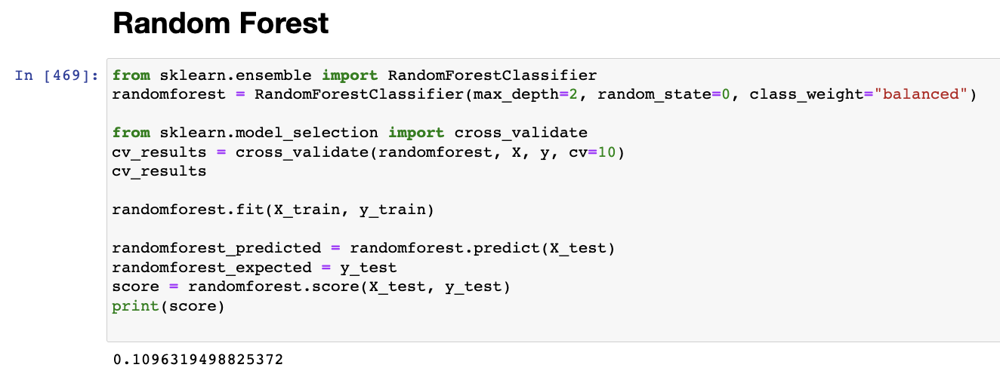 Random Forest
In [469]: from sklearn.ensemble import RandomForestClassifier
randomforest = RandomForestClassifier(max_depth=2, random_state=0, class_weight="balanced")
from sklearn.model_selection import cross_validate
cv_results = cross_validate(randomforest, X, y, cv=10)
cv_results
randomforest.fit(X_train, y_train)
randomforest_predicted = randomforest.predict(X_test)
randomforest_expected = y_test
score = randomforest.score(X_test, y_test)
print(score)
0.1096319498825372